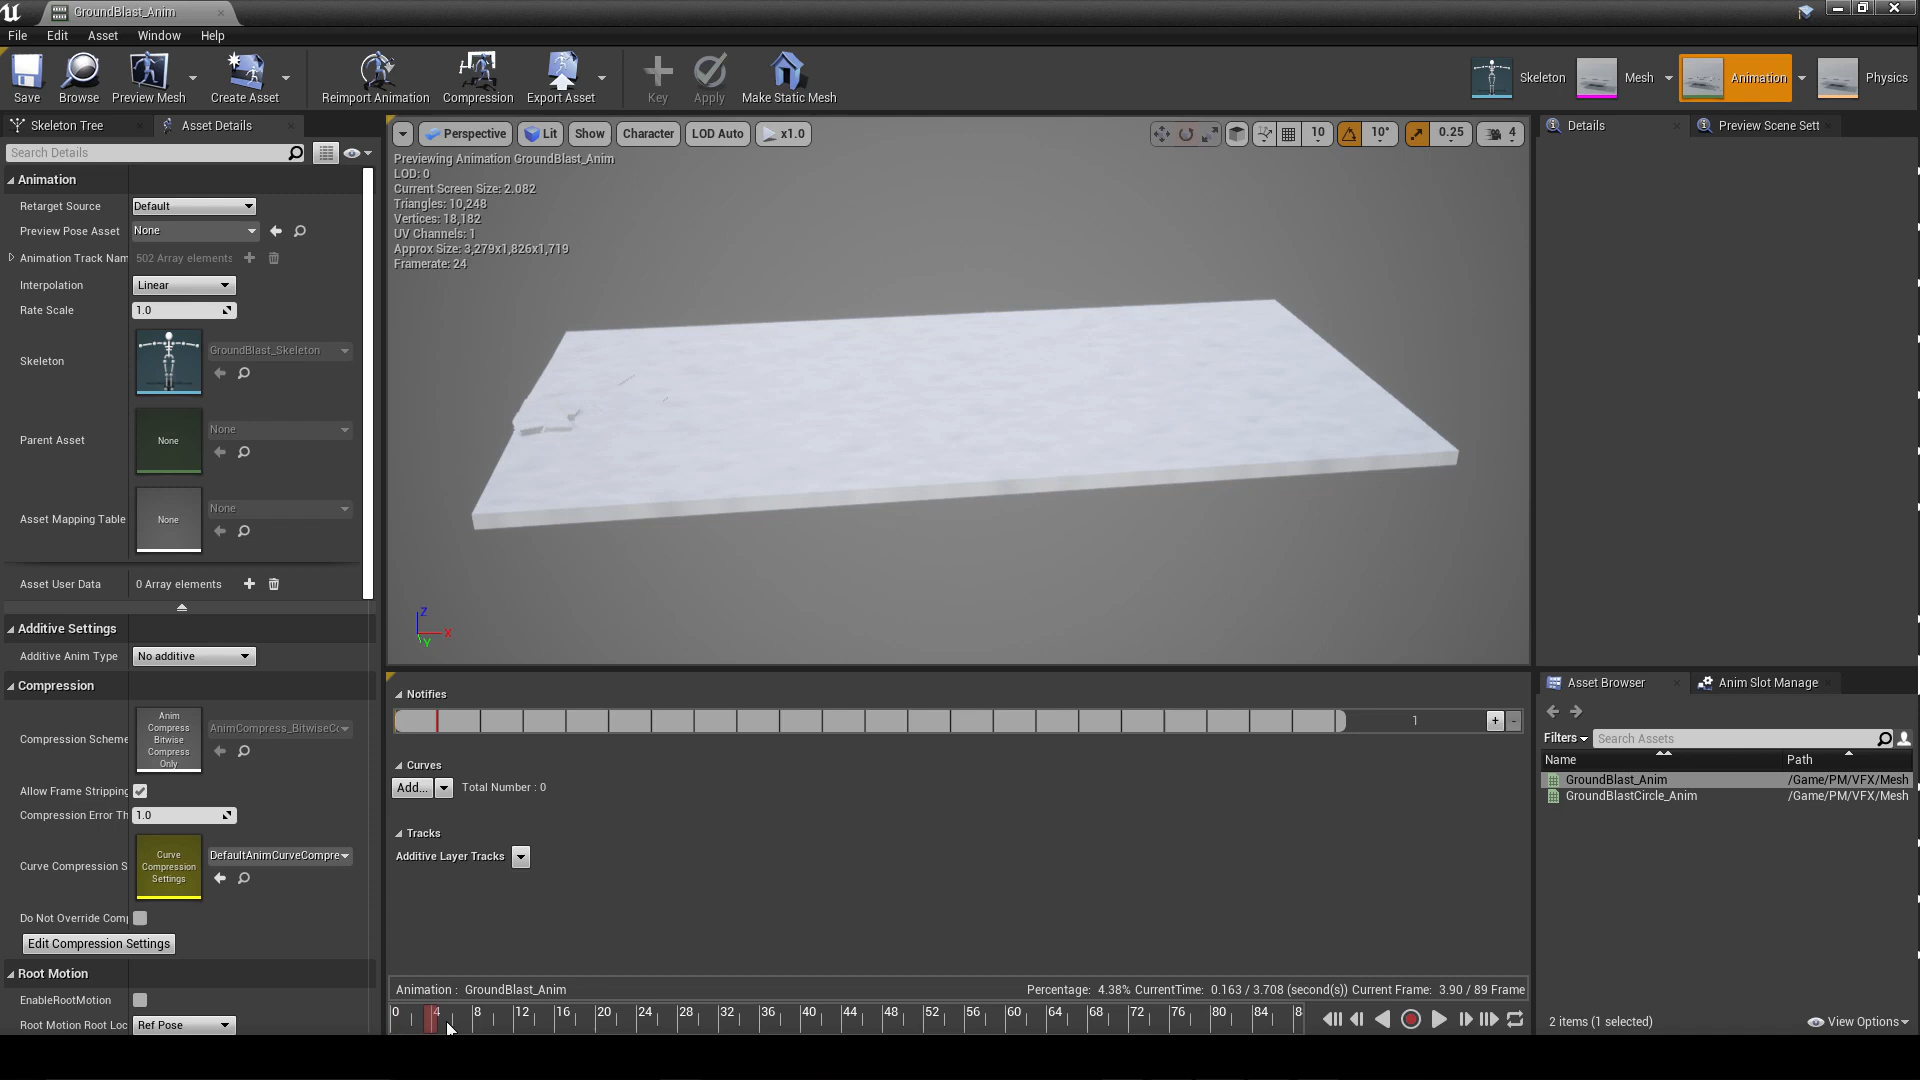 GroundBlast_Anim
File Edit Asset Window Help
Save Browse Preview Mesh Create Asset Reimport Animation Compression Export Asset Key Apply Make Static Mesh Skeleton Mesh Animation Physics
Skeleton Tree Asset Details
Search Details
Animation
Retarget Source Default
Preview Pose Asset None
Animation Track Nam 502 Array elements
Interpolation Linear
Rate Scale 1.0
Skeleton GroundBlast_Skeleton
Parent Asset None None
Asset Mapping Table None None
Asset User Data 0 Array elements
Additive Settings
Additive Anim Type No additive
Compression
Compression Scheme Anim Compress Bitwise Compress Only AnimCompress_BitwiseCo
Allow Frame Stripping
Compression Error Th 1.0
Curve Compression S Curve Compression Settings DefaultAnimCurveCompre
Do Not Override Comp
Edit Compression Settings
Root Motion
EnableRootMotion
Root Motion Root Loc Ref Pose
Perspective Lit Show Character LOD Auto x1.0 10 10° 0.25 4
Previewing Animation GroundBlast_Anim
LOD: 0
Current Screen Size: 2.082
Triangles: 10,248
Vertices: 18,182
UV Channels: 1
Approx Size: 3,279x1,826x1,719
Framerate: 24
Z
X
Y
Notifies
1
Curves
Add... Total Number : 0
Tracks
Additive Layer Tracks
Animation : GroundBlast_Anim Percentage: 4.38% CurrentTime: 0.163 / 3.708 (second(s)) Current Frame: 3.90 / 89 Frame
0 4 8 12 16 20 24 28 32 36 40 44 48 52 56 60 64 68 72 76 80 84 8
Details Preview Scene Sett
Asset Browser Anim Slot Manage
Filters Search Assets
Name Path
GroundBlast_Anim /Game/PM/VFX/Mesh
GroundBlastCircle_Anim /Game/PM/VFX/Mesh
2 items (1 selected) View Options